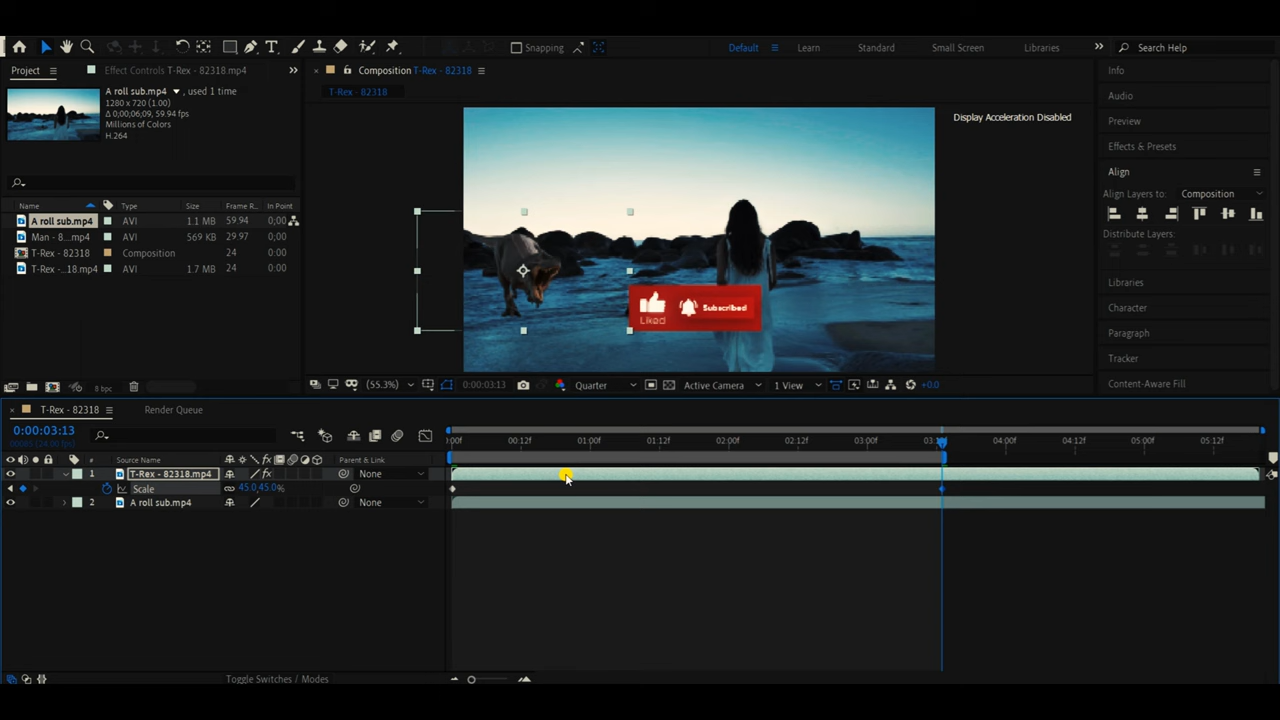 Snapping
Default
Learn
Standard
Small Screen
Libraries
Search Help
Project
Effect Controls T-Rex - 82318.mp4
Composition T-Rex - 82318
Info
T-Rex - 82318
A roll sub.mp4 ▼, used 1 time
1280 x 720 (1.00)
Δ 0;00;06;09, 59.94 fps
Millions of Colors
H.264
Display Acceleration Disabled
Audio
Preview
Effects & Presets
Align
Align Layers to: Composition
Distribute Layers:
Name Type Size Frame R... In Point
A roll sub.mp4 AVI 1.1 MB 59.94 0;00
Man - 8...mp4 AVI 569 KB 29.97 0;00
T-Rex - 82318 Composition 24
T-Rex -...18.mp4 AVI 1.7 MB 24 0:00
Liked
Subscribed
Libraries
Character
Paragraph
Tracker
Content-Aware Fill
8 bpc
(55.3%)
0:00:03:13
Quarter
Active Camera
1 View
+0.0
T-Rex - 82318
Render Queue
0:00:03:13
00085 (24.00 fps)
:00f 00:12f 01:00f 01:12f 02:00f 02:12f 03:00f 03:1 04:00f 04:12f 05:00f 05:12f
# Source Name fx Parent & Link
1 T-Rex - 82318.mp4 fx None
Scale 45.0,45.0%
2 A roll sub.mp4 None
Toggle Switches / Modes